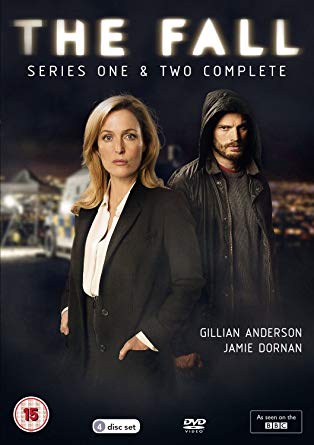 THE FALL
SERIES ONE & TWO COMPLETE
GILLIAN ANDERSON
JAMIE DORNAN
15
4 disc set
DVD
VIDEO
As seen on the
BBC